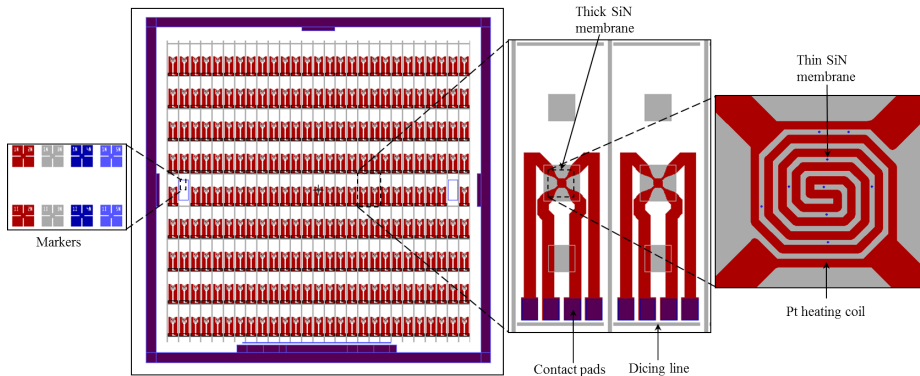 Thick SiN
membrane
Thin SiN
membrane
Markers
Pt heating coil
Contact pads
Dicing line